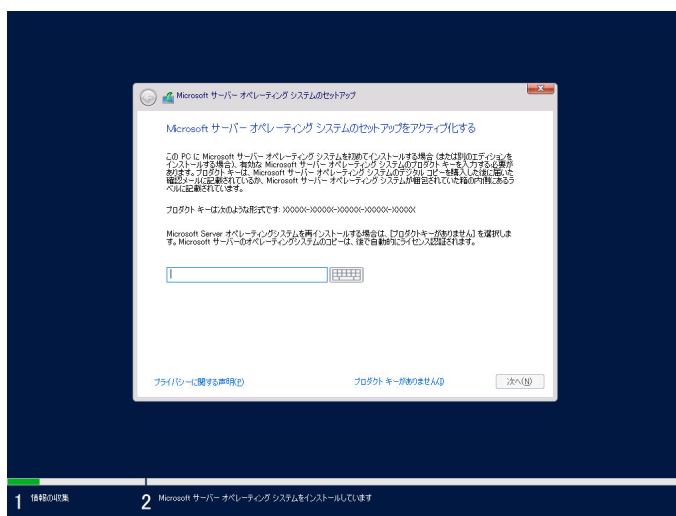 Microsoft サーバー オペレーティング システムのセットアップ
Microsoft サーバー オペレーティング システムのセットアップをアクティブ化する
この PC に Microsoft サーバー オペレーティング システムを初めてインストールする場合 (または別のエディションを
インストールする場合)、有効な Microsoft サーバー オペレーティング システムのプロダクト キーを入力する必要が
あります。プロダクト キーは、Microsoft サーバー オペレーティング システムのデジタル コピーを購入した後に届いた
確認メールに記載されているか、Microsoft サーバー オペレーティング システムが梱包されていた箱の内側にあるラ
ベルに記載されています。
プロダクト キーは次のような形式です: XXXXX-XXXXX-XXXXX-XXXXX-XXXXX
Microsoft Server オペレーティングシステムを再インストールする場合は、[プロダクトキーがありません] を選択しま
す。Microsoft サーバーのオペレーティングシステムのコピーは、後で自動的にライセンス認証されます。
プライバシーに関する声明(P)
プロダクト キーがありません(I)
次へ(N)
1 情報の収集
2 Microsoft サーバー オペレーティング システムをインストールしています